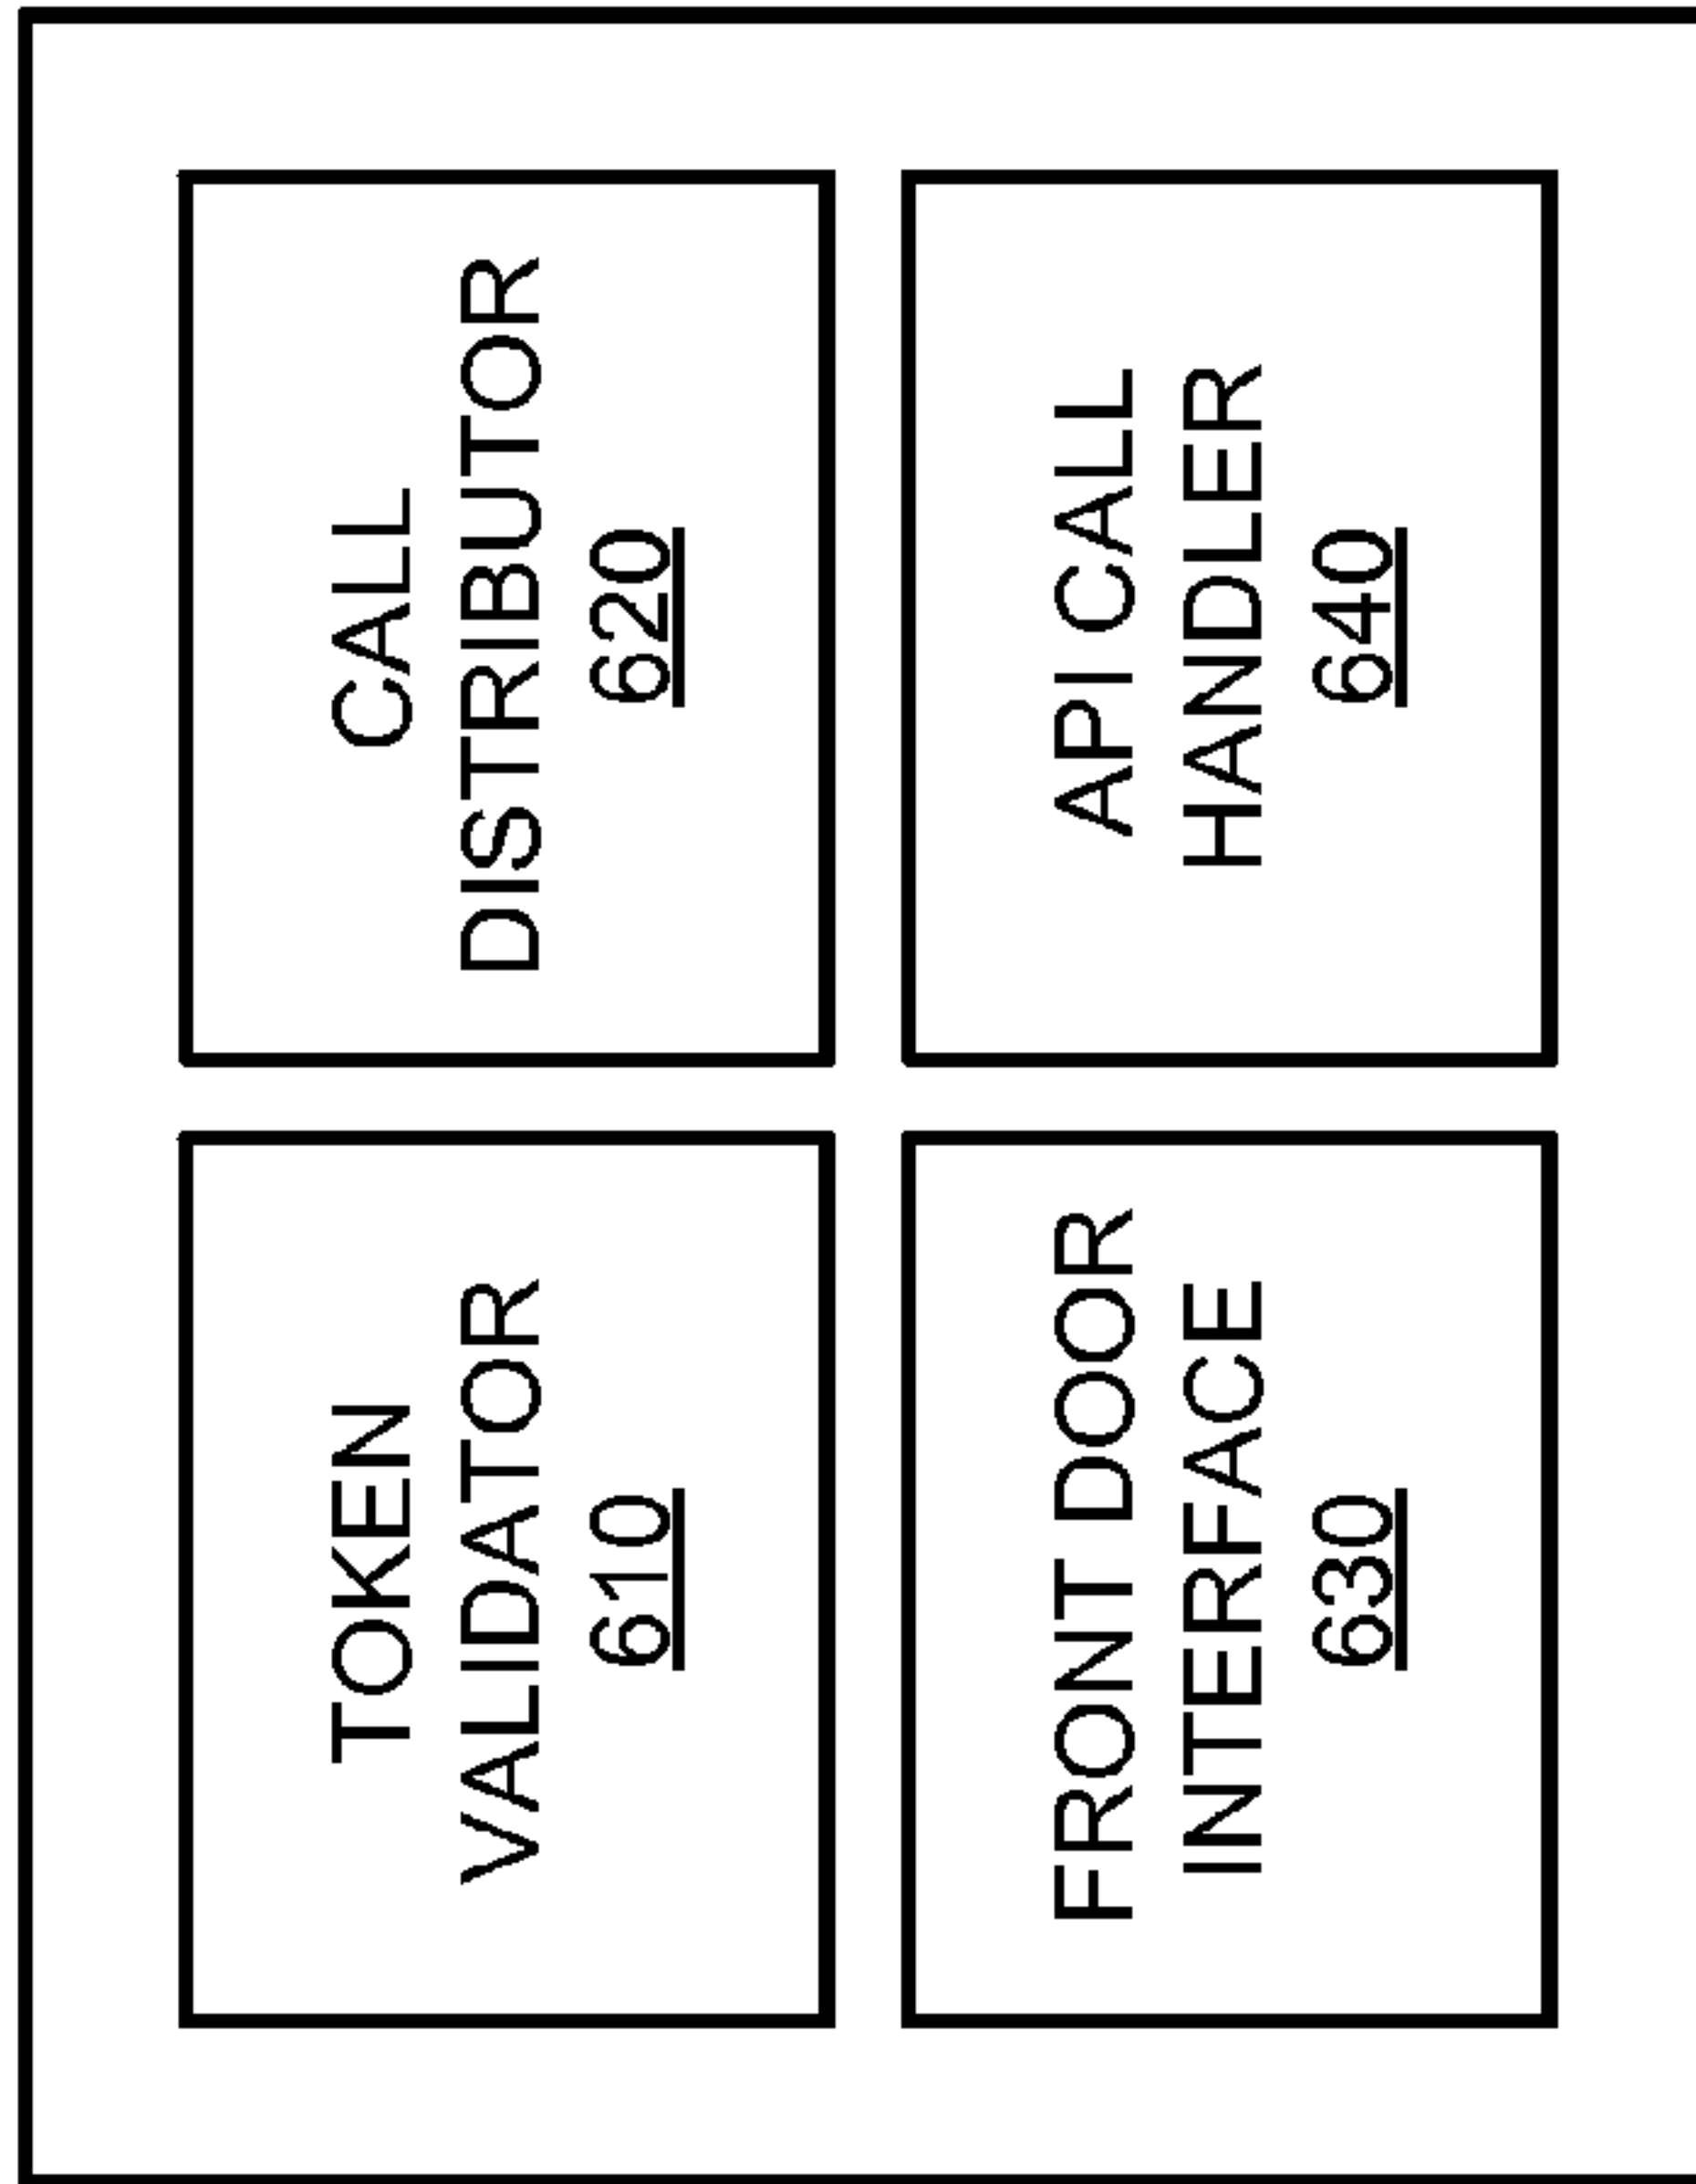 TOKEN
VALIDATOR
610
CALL
DISTRIBUTOR
620
FRONT DOOR
INTERFACE
630
API CALL
HANDLER
640